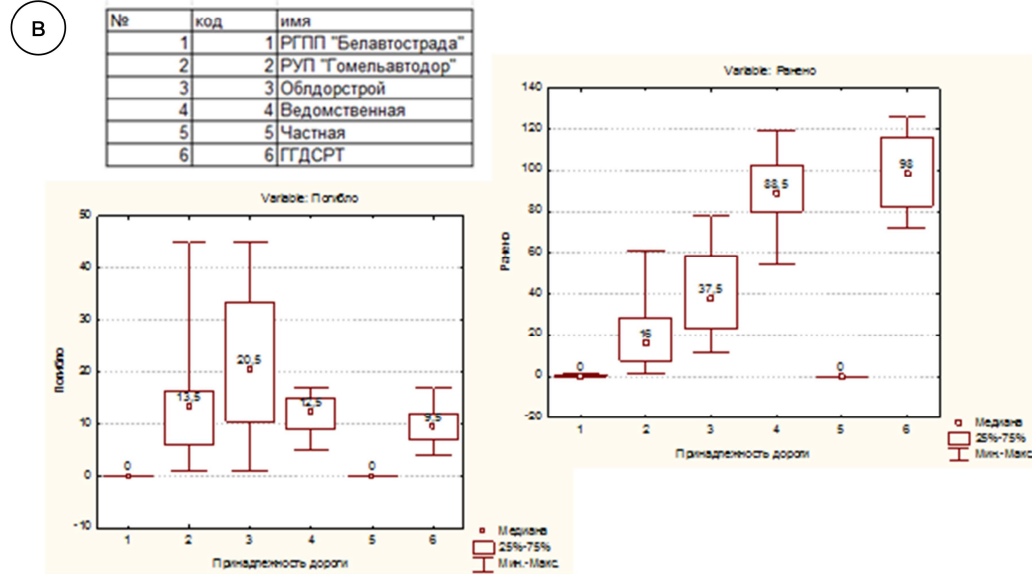 В
№ код имя
1 1 РГПП "Белавтострада"
2 2 РУП "Гомельавтодор"
3 3 Облдорстрой
4 4 Ведомственная
5 5 Частная
6 6 ГГДСРТ
Variable: Погибло
50
40
30
20
10
0
-10
Погибло
0
13,5
20,5
12,5
0
9,5
1 2 3 4 5 6
Принадлежность дороги
Медиана
25%-75%
Мин.-Макс.
Variable: Ранено
140
120
100
80
60
40
20
0
-20
Ранено
0
16
37,5
88,5
0
98
1 2 3 4 5 6
Принадлежность дороги
Медиана
25%-75%
Мин.-Макс.